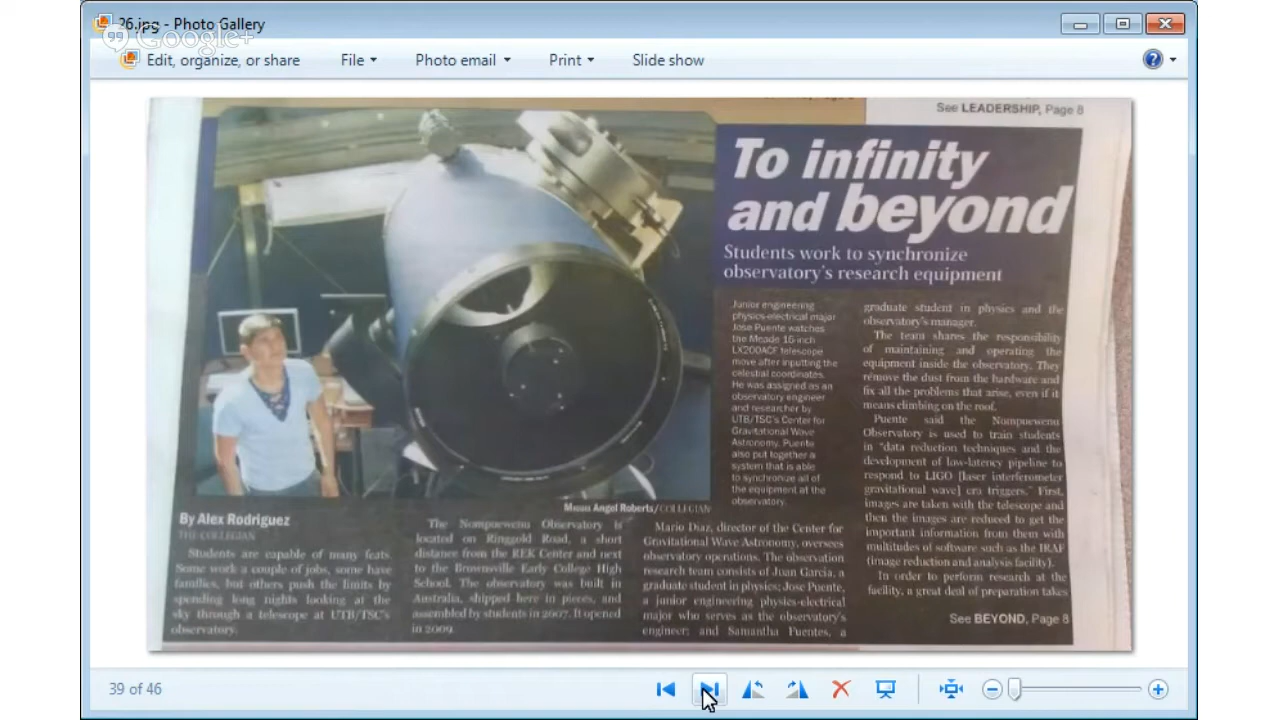 26.jpg - Photo Gallery
Google+
Edit, organize, or share
File
Photo email
Print
Slide show
See LEADERSHIP, Page 8
To infinity
and beyond
Students work to synchronize
observatory's research equipment
Junior engineering
physics-electrical major
Jose Puente watches
the Meade 16-inch
LX200ACF telescope
move after inputting the
celestial coordinates.
He was assigned as an
observatory engineer
and researcher by
UTB/TSC's Center for
Gravitational Wave
Astronomy. Puente
also put together a
system that is able
to synchronize all of
the equipment at the
observatory.
graduate student in physics and the
observatory's manager.
The team shares the responsibility
of maintaining and operating the
equipment inside the observatory. They
remove the dust from the hardware and
fix all the problems that arise, even if it
means climbing on the roof.
Puente said the Nompuewenu
Observatory is used to train students
in "data reduction techniques and the
development of low-latency pipeline to
respond to LIGO [laser interferometer
gravitational wave] era triggers." First,
images are taken with the telescope and
then the images are reduced to get the
important information from them with
multitudes of software such as the IRAF
(image reduction and analysis facility).
In order to perform research at the
facility, a great deal of preparation takes
See BEYOND, Page 8
Angel Roberts/COLLEGIAN
By Alex Rodriguez
THE COLLEGIAN
Students are capable of many feats.
Some work a couple of jobs, some have
families, but others push the limits by
spending long nights looking at the
sky through a telescope at UTB/TSC's
observatory.
The Nompuewenu Observatory is
located on Ringgold Road, a short
distance from the REK Center and next
to the Brownsville Early College High
School. The observatory was built in
Australia, shipped here in pieces, and
assembled by students in 2007. It opened
in 2009.
Mario Diaz, director of the Center for
Gravitational Wave Astronomy, oversees
observatory operations. The observation
research team consists of Juan Garcia, a
graduate student in physics; Jose Puente,
a junior engineering physics-electrical
major who serves as the observatory's
engineer; and Samantha Puentes, a
39 of 46